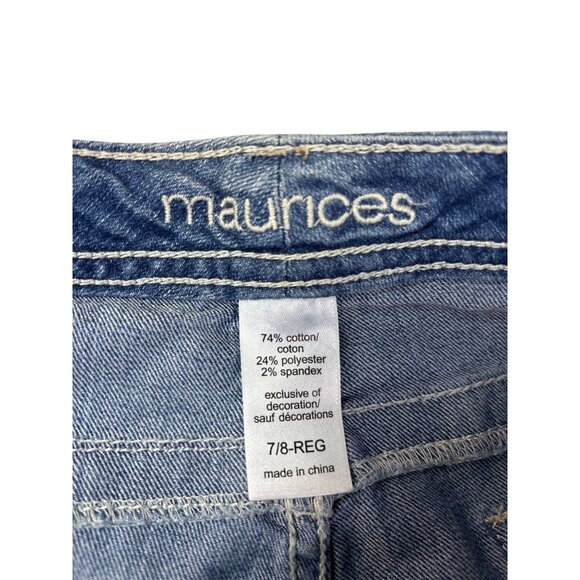 maurices
74% cotton/
coton
24% polyester
2% spandex
exclusive of
decoration/
sauf décorations
7/8-REG
made in china